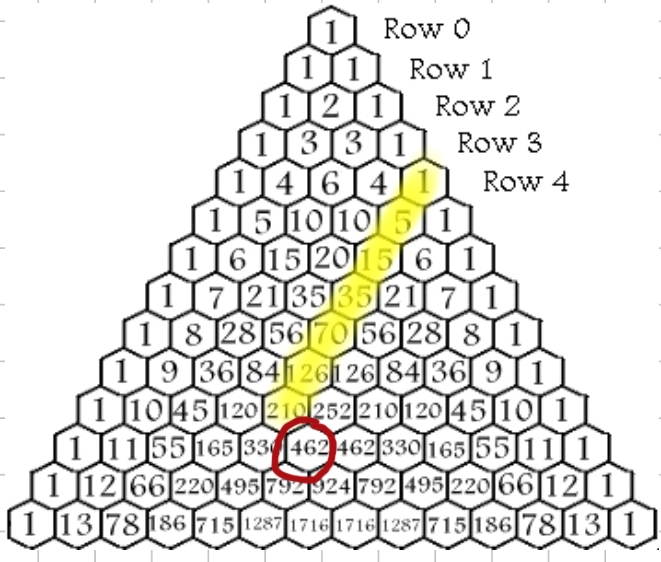 1 Row 0
1 1 Row 1
1 2 1 Row 2
1 3 3 1 Row 3
1 4 6 4 1 Row 4
1 5 10 10 5 1
1 6 15 20 15 6 1
1 7 21 35 35 21 7 1
1 8 28 56 70 56 28 8 1
1 9 36 84 126 126 84 36 9 1
1 10 45 120 210 252 210 120 45 10 1
1 11 55 165 330 462 462 330 165 55 11 1
1 12 66 220 495 792 924 792 495 220 66 12 1
1 13 78 186 715 1287 1716 1716 1287 715 186 78 13 1